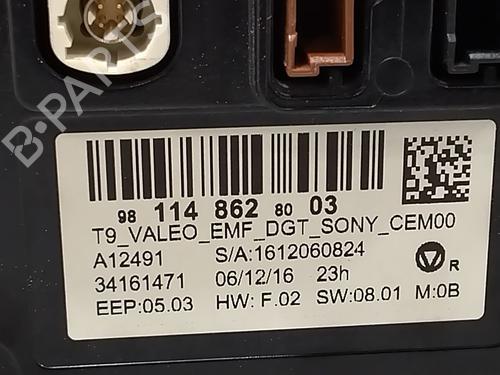 B-PARTS
98 114 862 80 03
T9_VALEO_EMF_DGT_SONY_CEM00
A12491 S/A:1612060824
34161471 06/12/16 23h R
EEP:05.03 HW: F.02 SW:08.01 M:0B